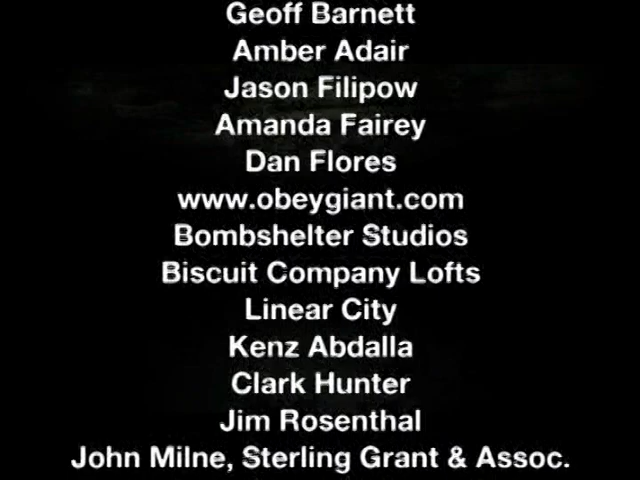 Geoff Barnett
Amber Adair
Jason Filipow
Amanda Fairey
Dan Flores
www.obeygiant.com
Bombshelter Studios
Biscuit Company Lofts
Linear City
Kenz Abdalla
Clark Hunter
Jim Rosenthal
John Milne, Sterling Grant & Assoc.